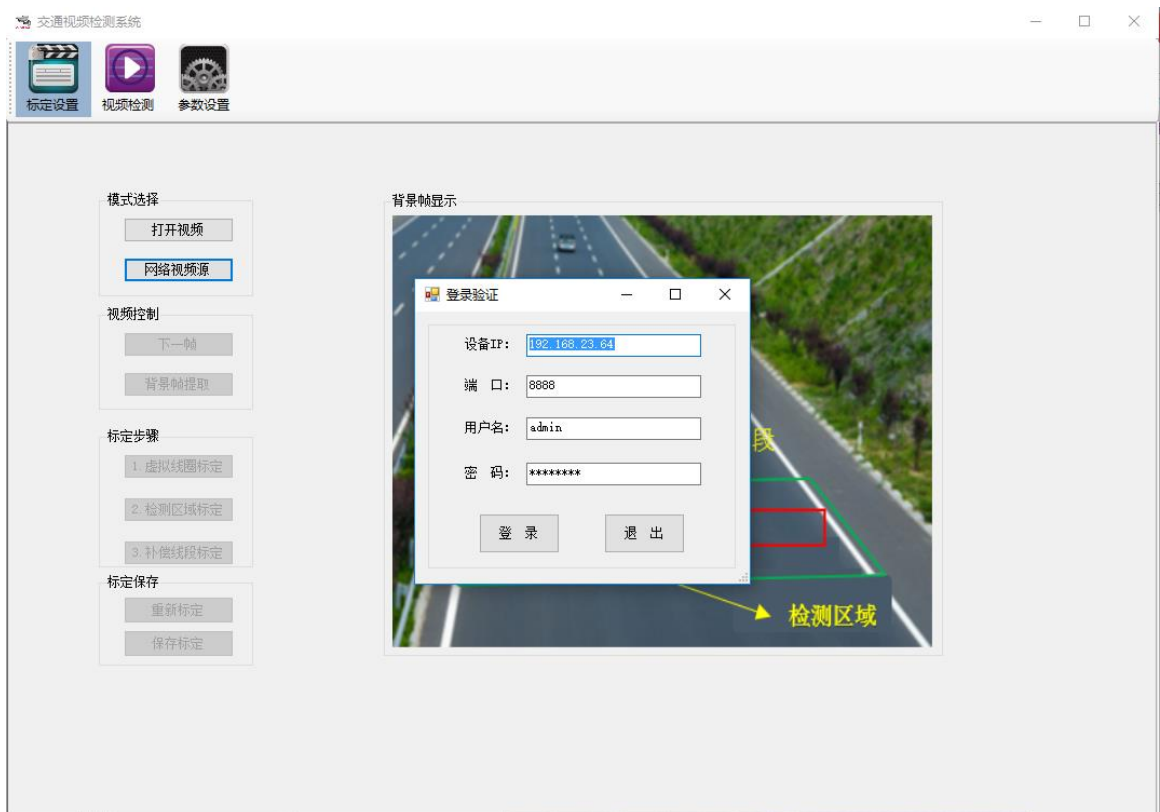 交通视频检测系统
标定设置 视频检测 参数设置
模式选择
打开视频
网络视频源
视频控制
下一帧
背景帧提取
标定步骤
1.虚拟线圈标定
2.检测区域标定
3.补偿线段标定
标定保存
重新标定
保存标定
背景帧显示
登录验证
设备IP: 192.168.23.64
端 口: 8888
用户名: admin
密 码: ********
登 录 退 出
段
检测区域